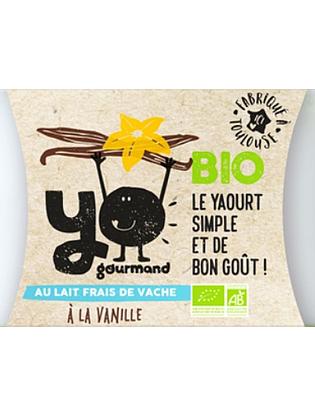 FABRIQUÉ À
TOULOUSE
BIO
yo
gourmand
LE YAOURT
SIMPLE
ET DE
BON GOÛT !
AU LAIT FRAIS DE VACHE
À LA VANILLE
AB